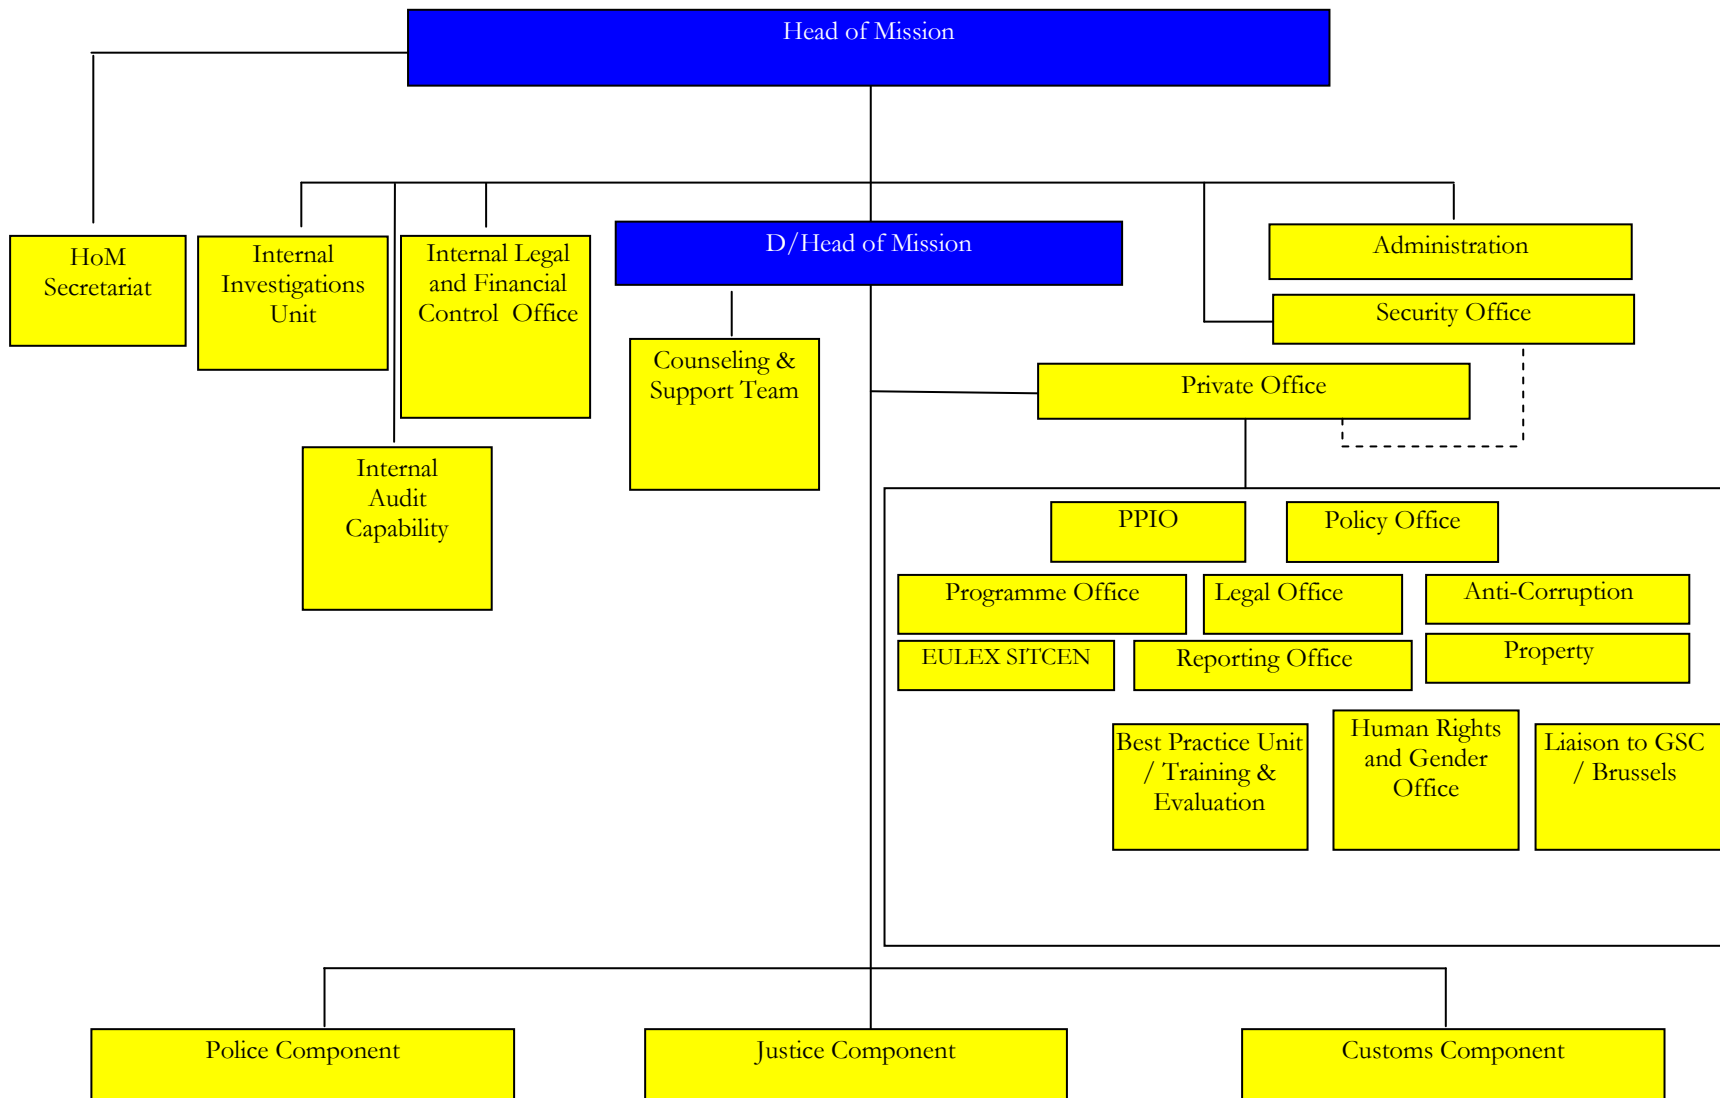 Head of Mission
HoM
Secretariat
Internal
Investigations
Unit
Internal Legal
and Financial
Control Office
D/Head of Mission
Administration
Security Office
Counseling &
Support Team
Private Office
Internal
Audit
Capability
PPIO
Policy Office
Programme Office
Legal Office
Anti-Corruption
EULEX SITCEN
Reporting Office
Property
Best Practice Unit
/ Training &
Evaluation
Human Rights
and Gender
Office
Liaison to GSC
/ Brussels
Police Component
Justice Component
Customs Component